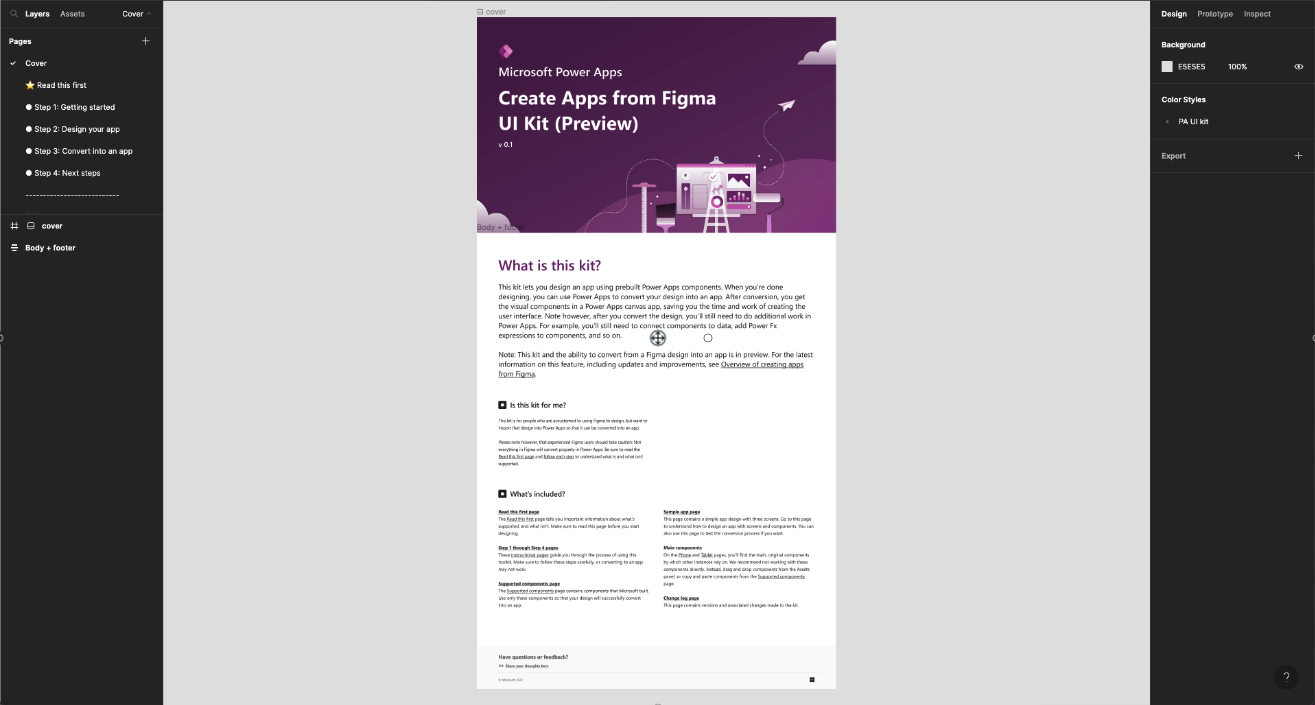 Layers Assets Cover
Pages
Cover
Read this first
Step 1: Getting started
Step 2: Design your app
Step 3: Convert into an app
Step 4: Next steps
---------------------------
cover
Body + footer
cover
Microsoft Power Apps
Create Apps from Figma
UI Kit (Preview)
v 0.1
Body + foo
What is this kit?
This kit lets you design an app using prebuilt Power Apps components. When you're done
designing, you can use Power Apps to convert your design into an app. After conversion, you get
the visual components in a Power Apps canvas app, saving you the time and work of creating the
user interface. Note however, after you convert the design, you'll still need to do additional work in
Power Apps. For example, you'll still need to connect components to data, add Power Fx
expressions to components, and so on.
Note: This kit and the ability to convert from a Figma design into an app is in preview. For the latest
information on this feature, including updates and improvements, see Overview of creating apps
from Figma.
Is this kit for me?
This kit is for people who are accustomed to using Figma to design, but want to
import that design into Power Apps so that it can be converted into an app.
Please note however, that experienced Figma users should take caution: Not
everything in Figma will convert properly in Power Apps. Be sure to read the
Read this first page and follow each step to understand what is and what isn't
supported.
What's included?
Read this first page
The Read this first page tells you important information about what's
supported, and what isn't. Make sure to read this page before you start
designing.
Step 1 through Step 4 pages
These instructional pages guide you through the process of using this
toolkit. Make sure to follow these steps carefully, or converting to an app
may not work.
Supported components page
The Supported components page contains components that Microsoft built.
Use only these components so that your design will successfully convert
into an app.
Sample app page
This page contains a simple app design with three screens. Go to this page
to understand how to design an app with screens and components. You can
also use this page to test the conversion process if you want.
Main components
On the Phone and Tablet pages, you'll find the main, original components
by which other instances rely on. We recommend not working with these
components directly, instead, drag and drop components from the Assets
panel, or copy and paste components from the Supported components
page.
Change log page
This page contains versions and associated changes made to the kit.
Have questions or feedback?
Share your thoughts here
© Microsoft 2021
Design Prototype Inspect
Background
E5E5E5 100%
Color Styles
PA UI kit
Export
?